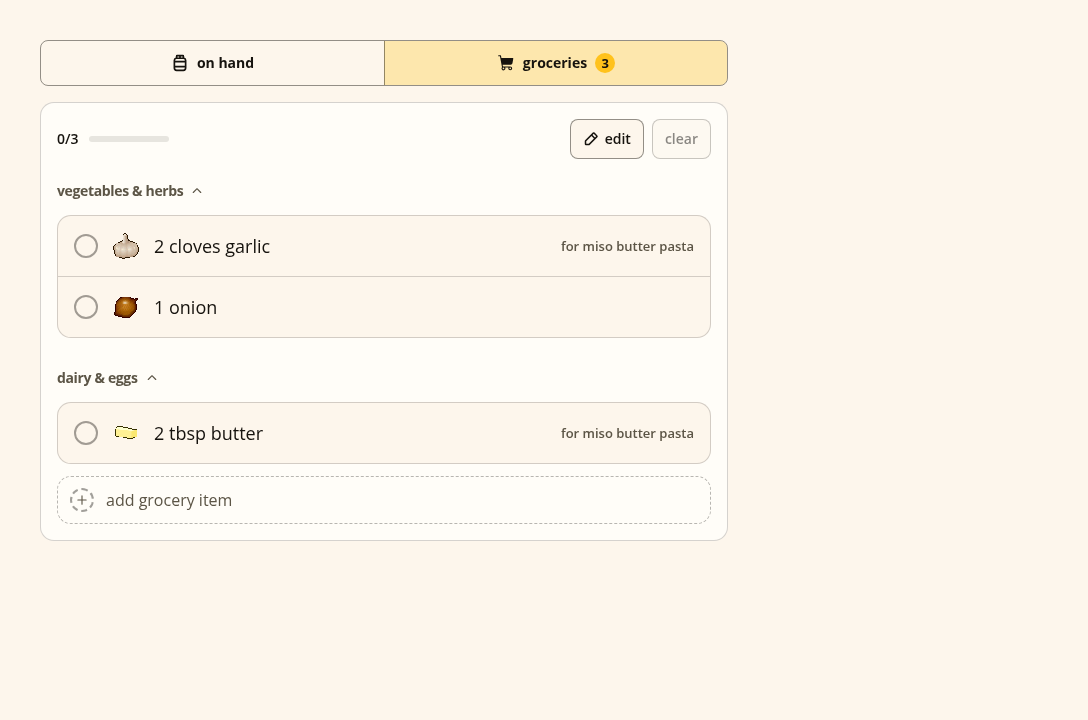 on hand
groceries 3
0/3
edit
clear
vegetables & herbs
2 cloves garlic
for miso butter pasta
1 onion
dairy & eggs
2 tbsp butter
for miso butter pasta
add grocery item